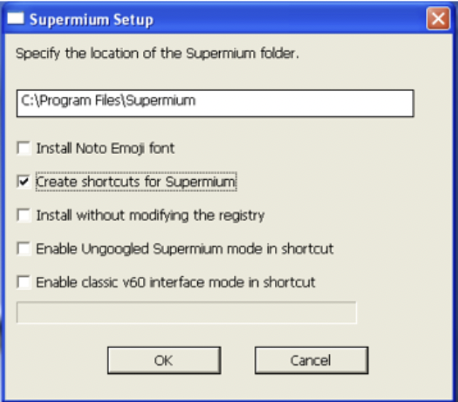 Supermium Setup
Specify the location of the Supermium folder.
C:\Program Files\Supermium
Install Noto Emoji font
Create shortcuts for Supermium
Install without modifying the registry
Enable Ungoogled Supermium mode in shortcut
Enable classic v60 interface mode in shortcut
OK
Cancel